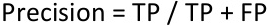 Precision = TP / TP + FP